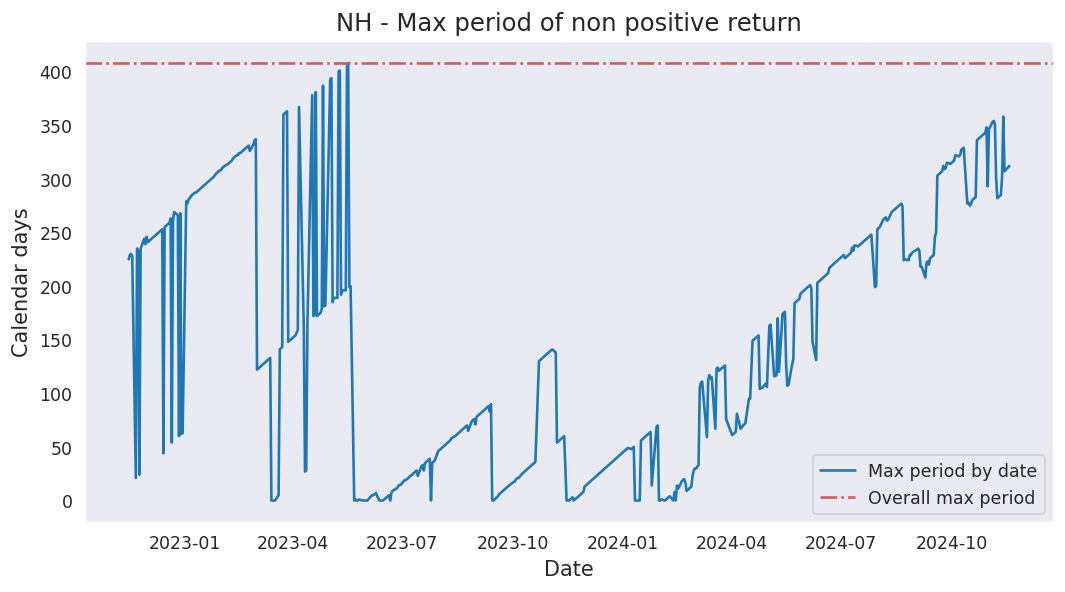 NH - Max period of non positive return
400
350
300
250
200
150
100
50
0
Calendar days
2023-01 2023-04 2023-07 2023-10 2024-01 2024-04 2024-07 2024-10
Date
Max period by date
Overall max period